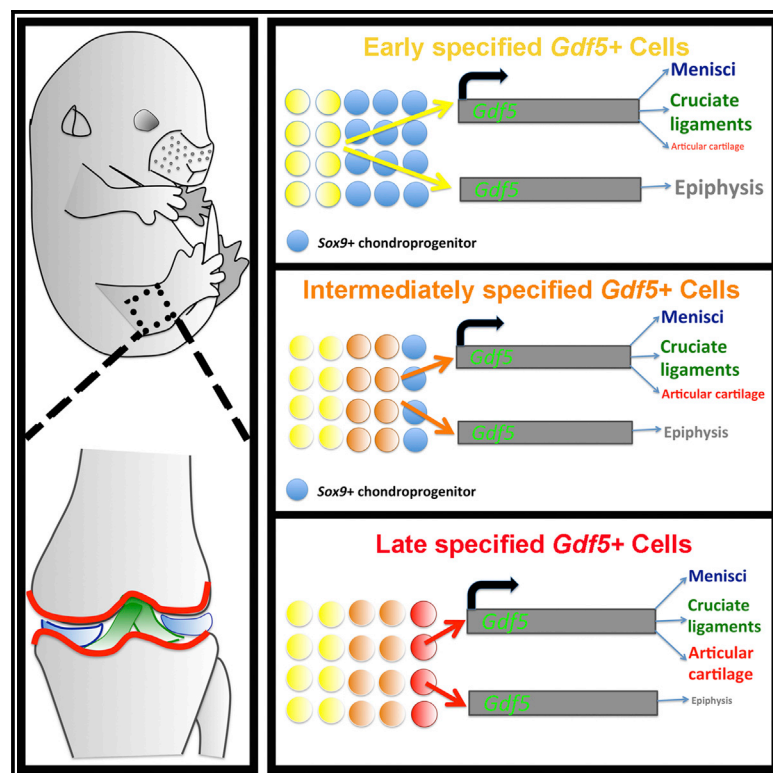 Early specified Gdf5+ Cells
Menisci
Gdf5
Cruciate
ligaments
Articular cartilage
Gdf5
Epiphysis
Sox9+ chondroprogenitor
Intermediately specified Gdf5+ Cells
Menisci
Gdf5
Cruciate
ligaments
Articular cartilage
Gdf5
Epiphysis
Sox9+ chondroprogenitor
Late specified Gdf5+ Cells
Menisci
Gdf5
Cruciate
ligaments
Articular
cartilage
Gdf5
Epiphysis